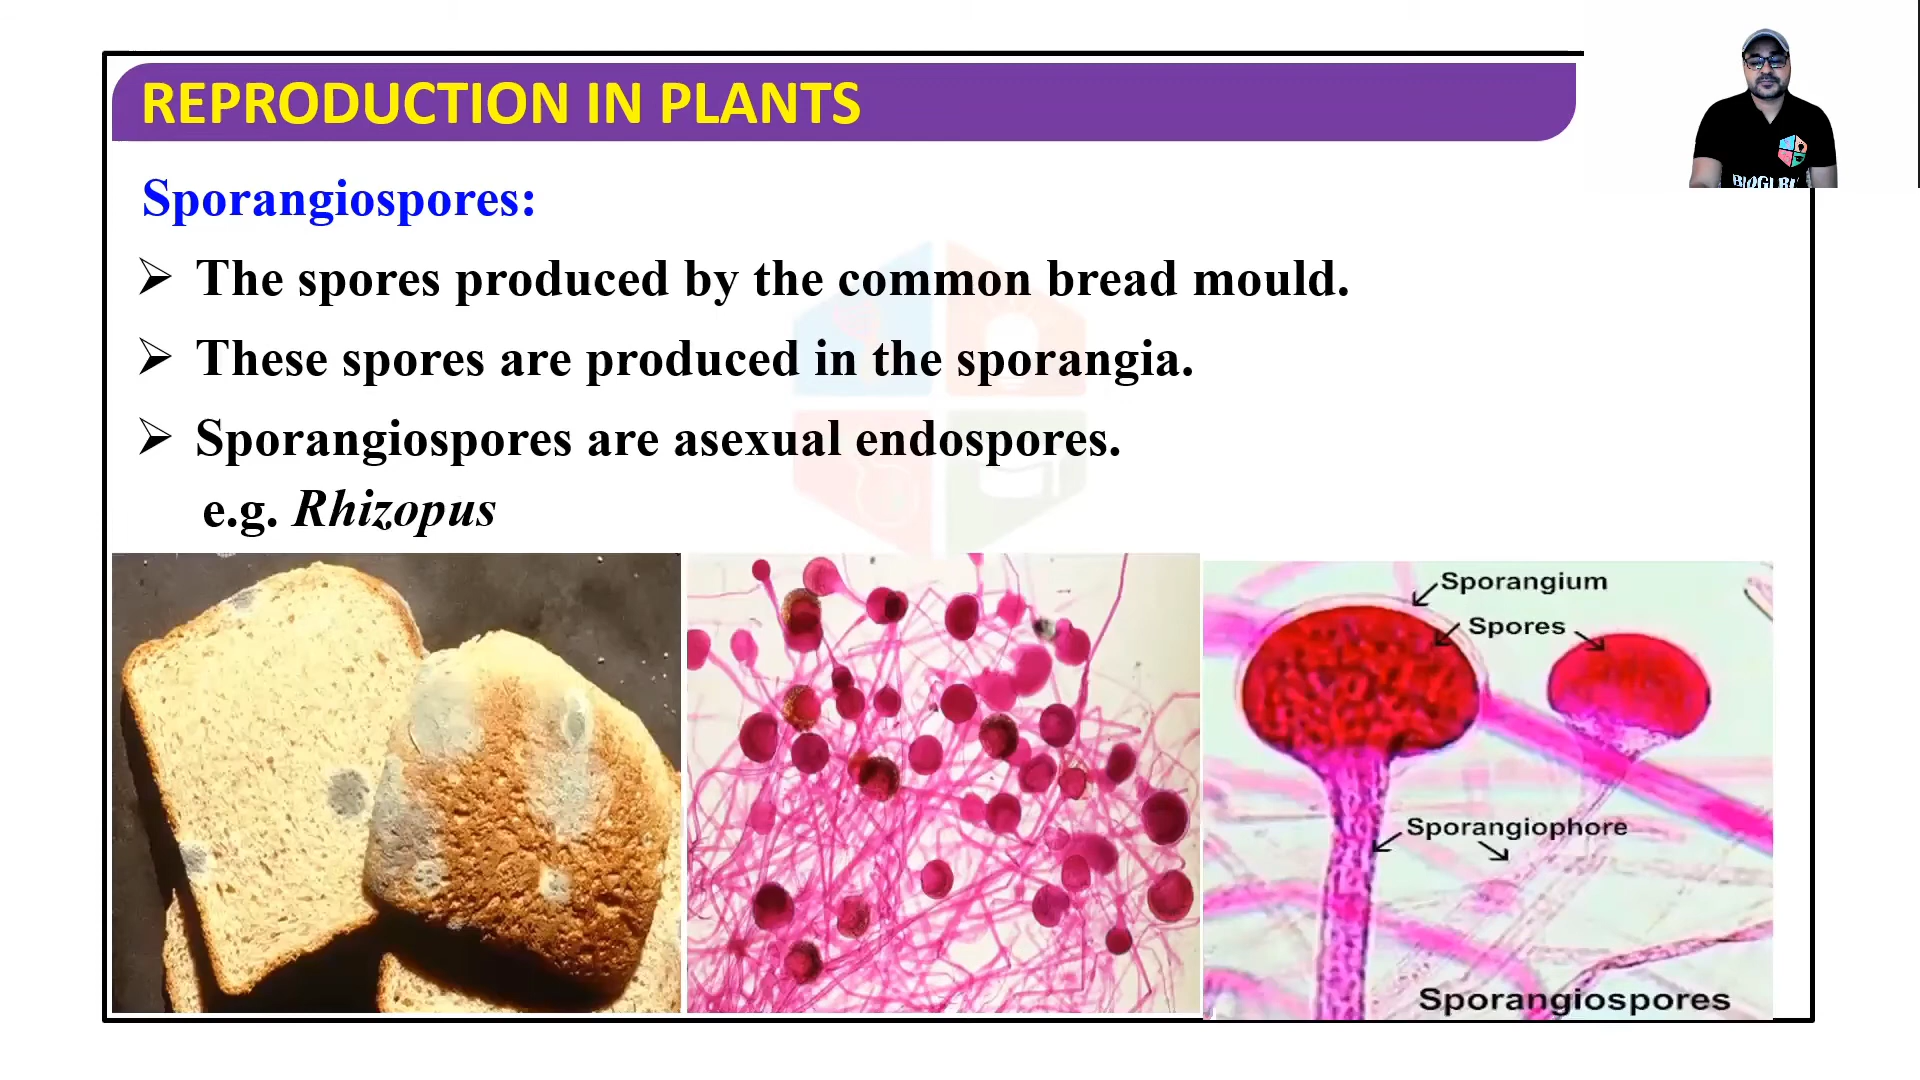 REPRODUCTION IN PLANTS
Sporangiospores:
➢ The spores produced by the common bread mould.
➢ These spores are produced in the sporangia.
➢ Sporangiospores are asexual endospores.
e.g. Rhizopus
Sporangium
Spores
Sporangiophore
Sporangiospores